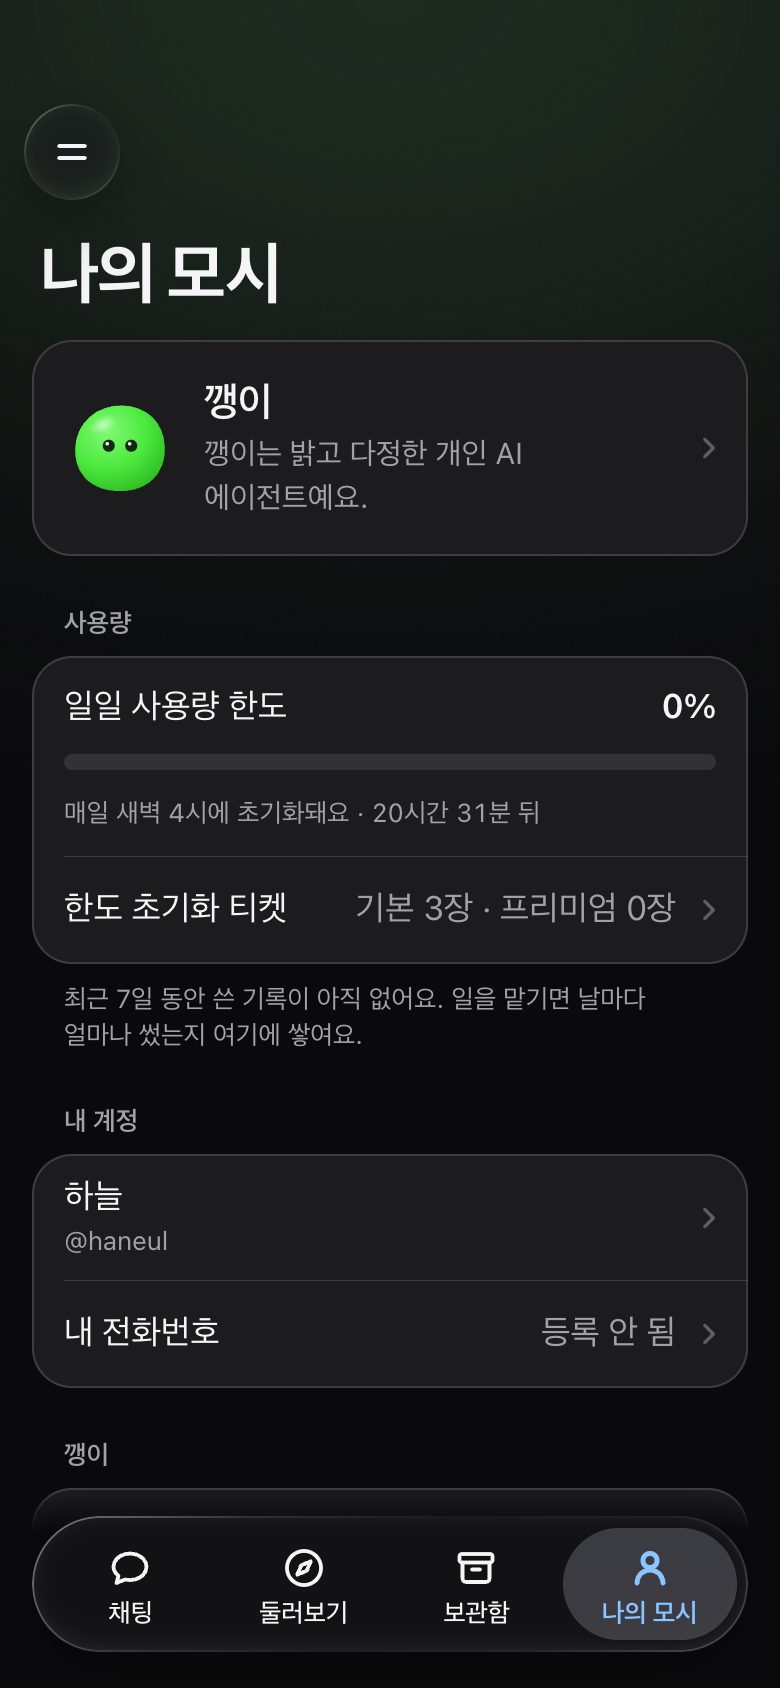 나의 모시
깽이
깽이는 밝고 다정한 개인 AI
에이전트예요.
사용량
일일 사용량 한도 0%
매일 새벽 4시에 초기화돼요 · 20시간 31분 뒤
한도 초기화 티켓 기본 3장 · 프리미엄 0장
최근 7일 동안 쓴 기록이 아직 없어요. 일을 맡기면 날마다
얼마나 썼는지 여기에 쌓여요.
내 계정
하늘
@haneul
내 전화번호 등록 안 됨
깽이
채팅 둘러보기 보관함 나의 모시